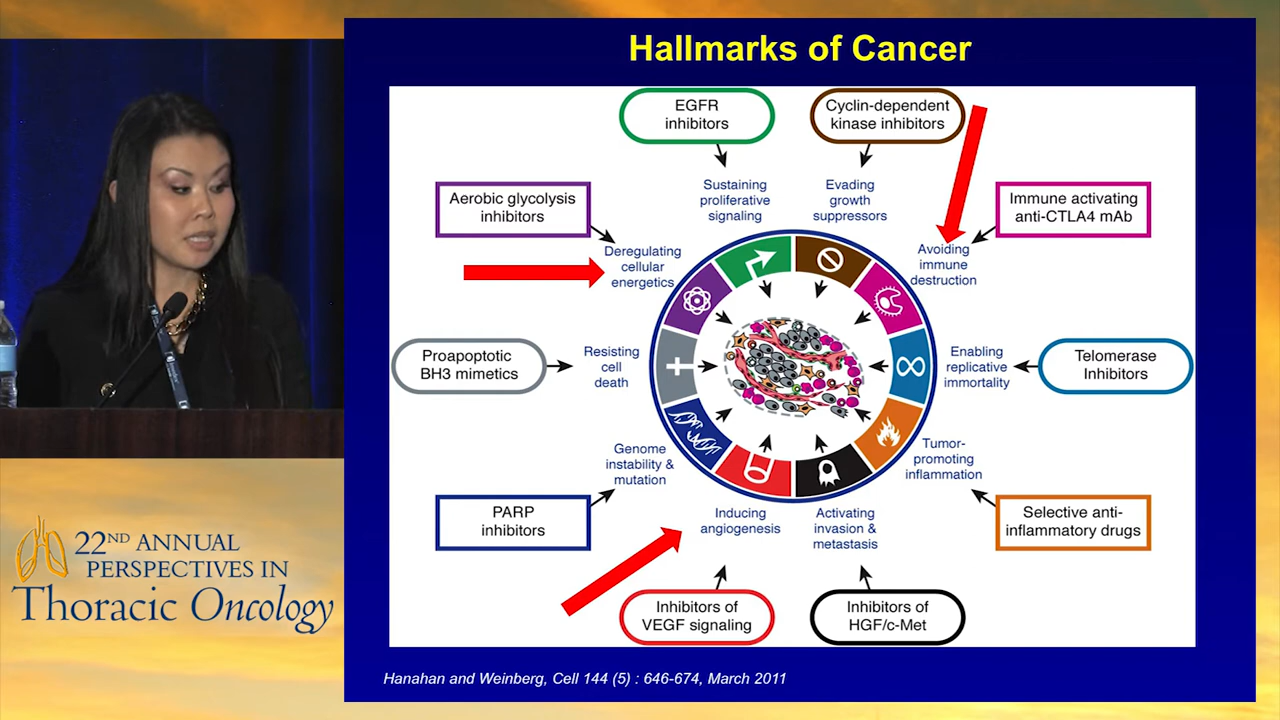 Hallmarks of Cancer
EGFR
inhibitors
Cyclin-dependent
kinase inhibitors
Sustaining
proliferative
signaling
Evading
growth
suppressors
Aerobic glycolysis
inhibitors
Immune activating
anti-CTLA4 mAb
Deregulating
cellular
energetics
Avoiding
immune
destruction
Proapoptotic
BH3 mimetics
Resisting
cell
death
Enabling
replicative
immortality
Telomerase
Inhibitors
Genome
instability &
mutation
Tumor-
promoting
inflammation
PARP
inhibitors
Inducing
angiogenesis
Activating
invasion &
metastasis
Selective anti-
inflammatory drugs
Inhibitors of
VEGF signaling
Inhibitors of
HGF/c-Met
Hanahan and Weinberg, Cell 144 (5) : 646-674, March 2011
22ND ANNUAL
PERSPECTIVES IN
Thoracic Oncology